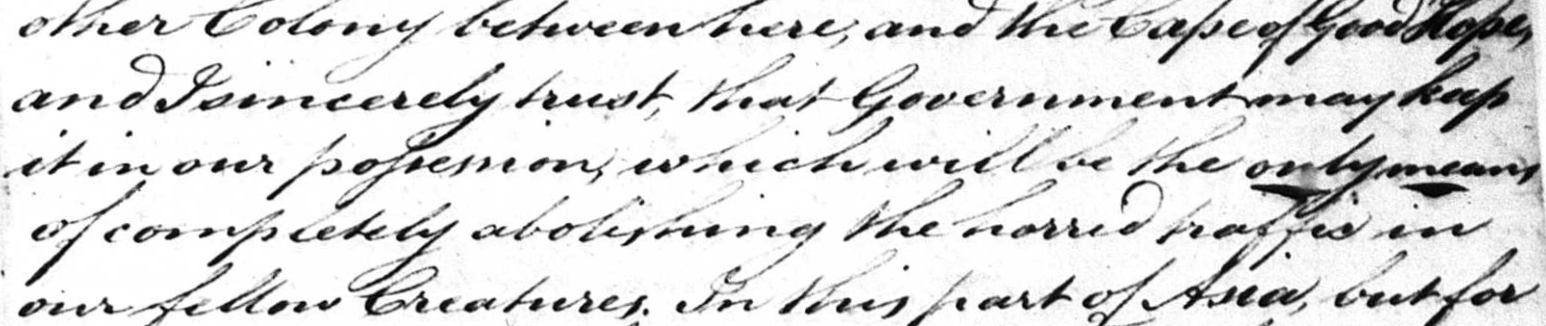 other Colony between here, and the Cape of Good Hope,
and I sincerely trust, that Government may keep
it in our possession, which will be the only means
of completely abolishing the horrid traffic in
our fellow Creatures. In this part of Asia, but for